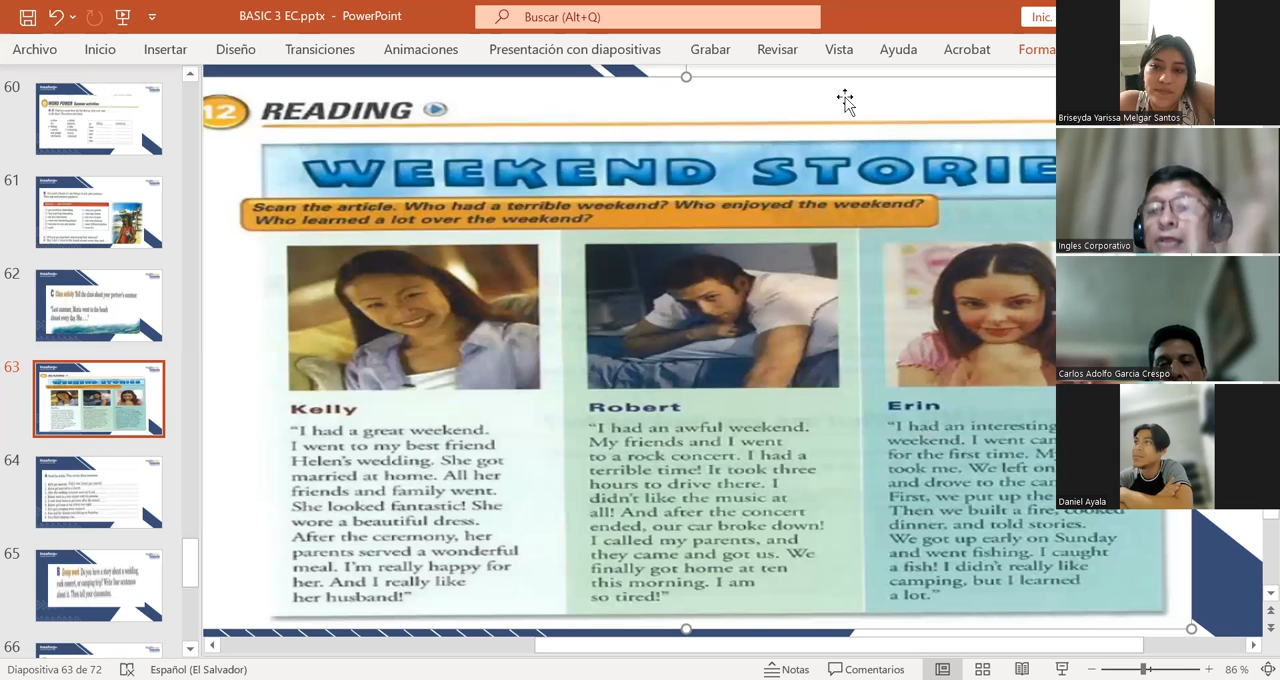 BASIC 3 EC.pptx - PowerPoint
Buscar (Alt+Q)
Inic.
Archivo Inicio Insertar Diseño Transiciones Animaciones Presentación con diapositivas Grabar Revisar Vista Ayuda Acrobat Forma
60
61
62
63
64
65
66
12 READING
WEEKEND STORIE
Scan the article. Who had a terrible weekend? Who enjoyed the weekend?
Who learned a lot over the weekend?
Kelly
"I had a great weekend.
I went to my best friend
Helen's wedding. She got
married at home. All her
friends and family went.
She looked fantastic! She
wore a beautiful dress.
After the ceremony, her
parents served a wonderful
meal. I'm really happy for
her. And I really like
her husband!"
Robert
"I had an awful weekend.
My friends and I went
to a rock concert. I had a
terrible time! It took three
hours to drive there. I
didn't like the music at
all! And after the concert
ended, our car broke down!
I called my parents, and
they came and got us. We
finally got home at ten
this morning. I am
so tired!"
Erin
"I had an interesting
weekend. I went cam
for the first time. M
took me. We left on
and drove to the ca
First, we put up the
Then we built a fire, cooked
dinner, and told stories.
We got up early on Sunday
and went fishing. I caught
a fish! I didn't really like
camping, but I learned
a lot."
Briseyda Yarissa Melgar Santos
Ingles Corporativo
Carlos Adolfo Garcia Crespo
Daniel Ayala
Diapositiva 63 de 72 Español (El Salvador) Notas Comentarios 86 %